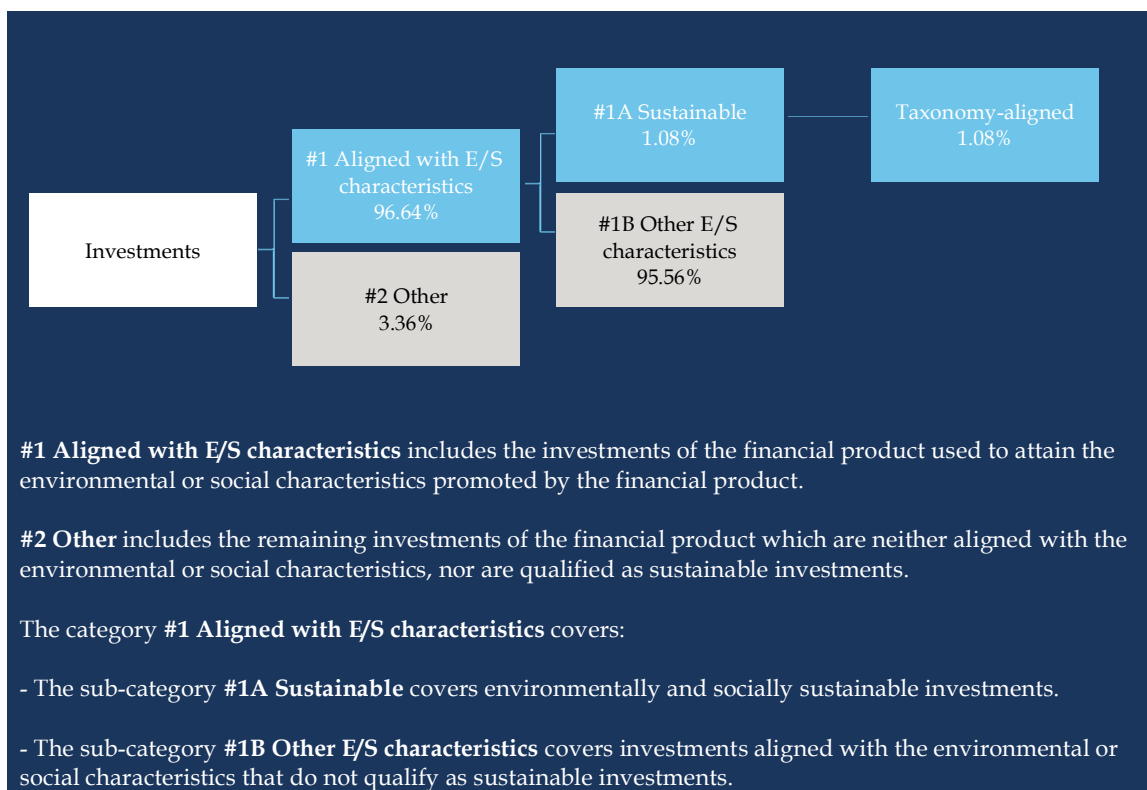 Investments
#1 Aligned with E/S
characteristics
96.64%
#2 Other
3.36%
#1A Sustainable
1.08%
#1B Other E/S
characteristics
95.56%
Taxonomy-aligned
1.08%
#1 Aligned with E/S characteristics includes the investments of the financial product used to attain the
environmental or social characteristics promoted by the financial product.
#2 Other includes the remaining investments of the financial product which are neither aligned with the
environmental or social characteristics, nor are qualified as sustainable investments.
The category #1 Aligned with E/S characteristics covers:
- The sub-category #1A Sustainable covers environmentally and socially sustainable investments.
- The sub-category #1B Other E/S characteristics covers investments aligned with the environmental or
social characteristics that do not qualify as sustainable investments.